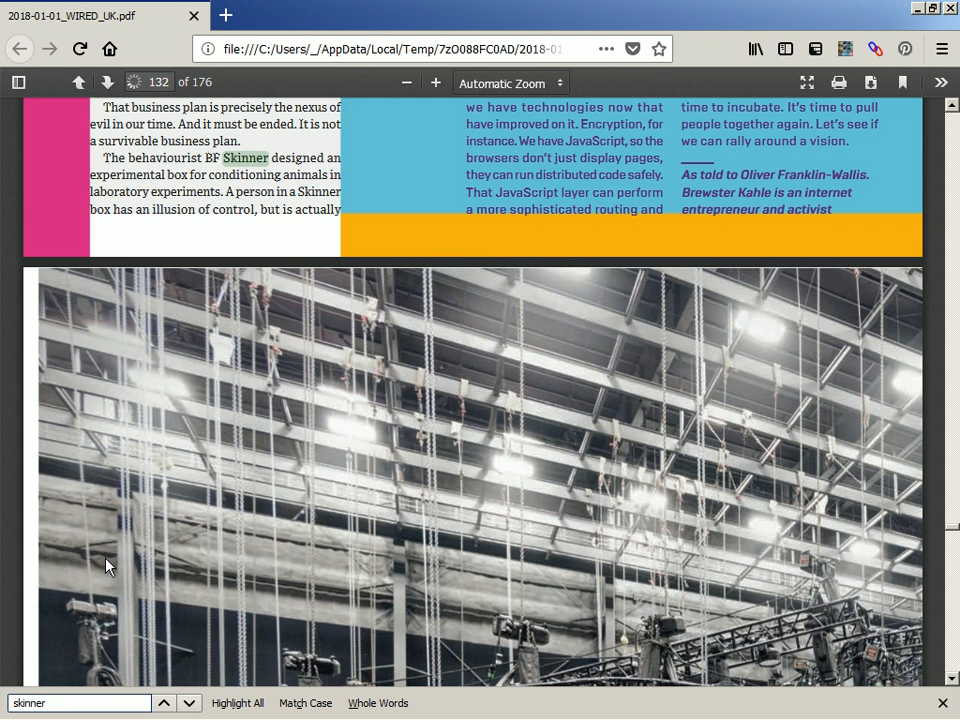 2018-01-01_WIRED_UK.pdf
file:///C:/Users/_/AppData/Local/Temp/7zO088FC0AD/2018-01
132 of 176
Automatic Zoom
That business plan is precisely the nexus of
evil in our time. And it must be ended. It is not
a survivable business plan.
The behaviourist BF Skinner designed an
experimental box for conditioning animals in
laboratory experiments. A person in a Skinner
box has an illusion of control, but is actually
we have technologies now that
have improved on it. Encryption, for
instance. We have JavaScript, so the
browsers don't just display pages,
they can run distributed code safely.
That JavaScript layer can perform
a more sophisticated routing and
time to incubate. It's time to pull
people together again. Let's see if
we can rally around a vision.
As told to Oliver Franklin-Wallis.
Brewster Kahle is an internet
entrepreneur and activist
skinner
Highlight All
Match Case
Whole Words